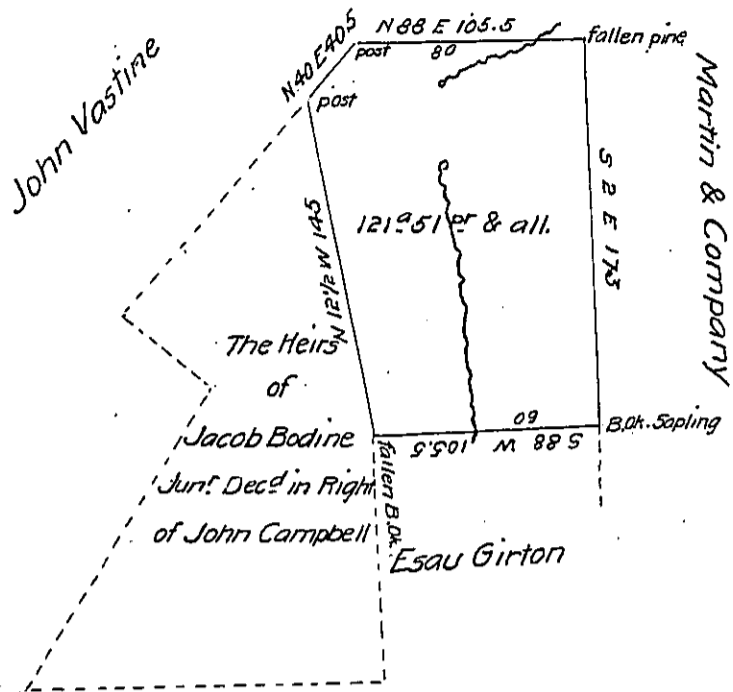 N 88 E 105.5
80
fallen pine
post
N 40 E 40.5
post
John Vastine
Martin & Company
S 2 E 173
N 12½ W 145
121ᵃ 51 pr & all.
The Heirs
of
Jacob Bodine
Junr Decd in Right
of John Campbell
S 88 W 105.5
60
B.Ok. Sapling
fallen B.Ok.
Esau Girton